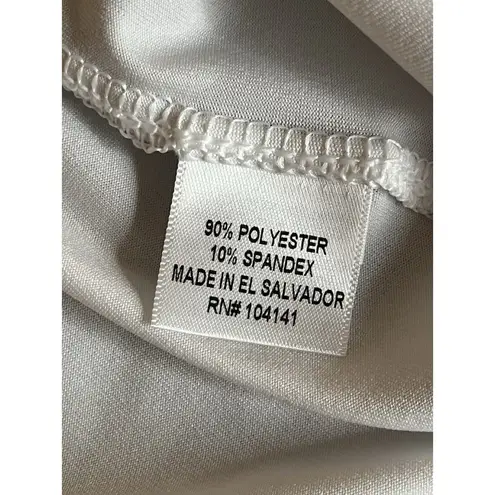 90% POLYESTER
10% SPANDEX
MADE IN EL SALVADOR
RN# 104141